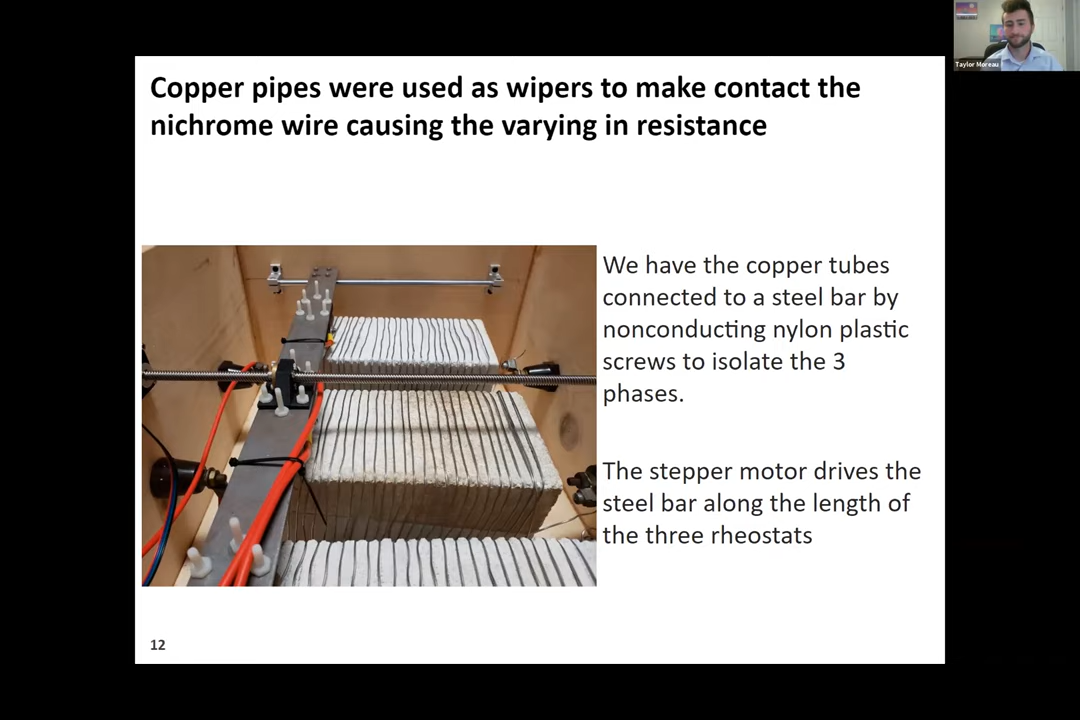 Taylor Moreau
Copper pipes were used as wipers to make contact the
nichrome wire causing the varying in resistance
We have the copper tubes
connected to a steel bar by
nonconducting nylon plastic
screws to isolate the 3
phases.
The stepper motor drives the
steel bar along the length of
the three rheostats
12